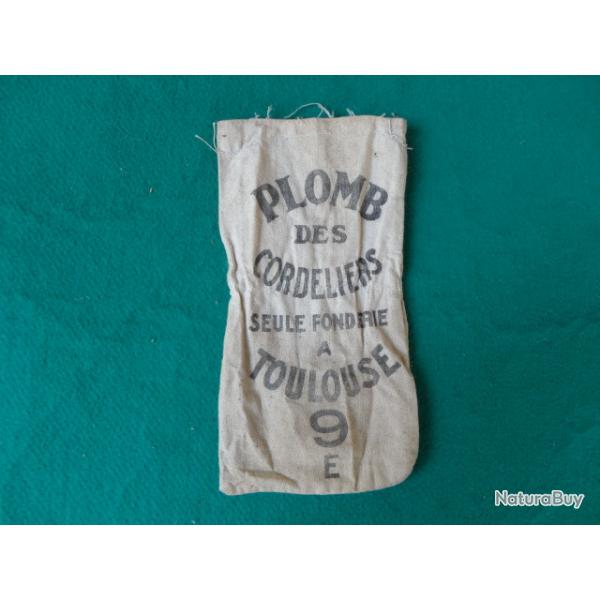 PLOMB
DES
CORDELIERS
SEULE FONDERIE
A
TOULOUSE
9
E
NaturaBuy